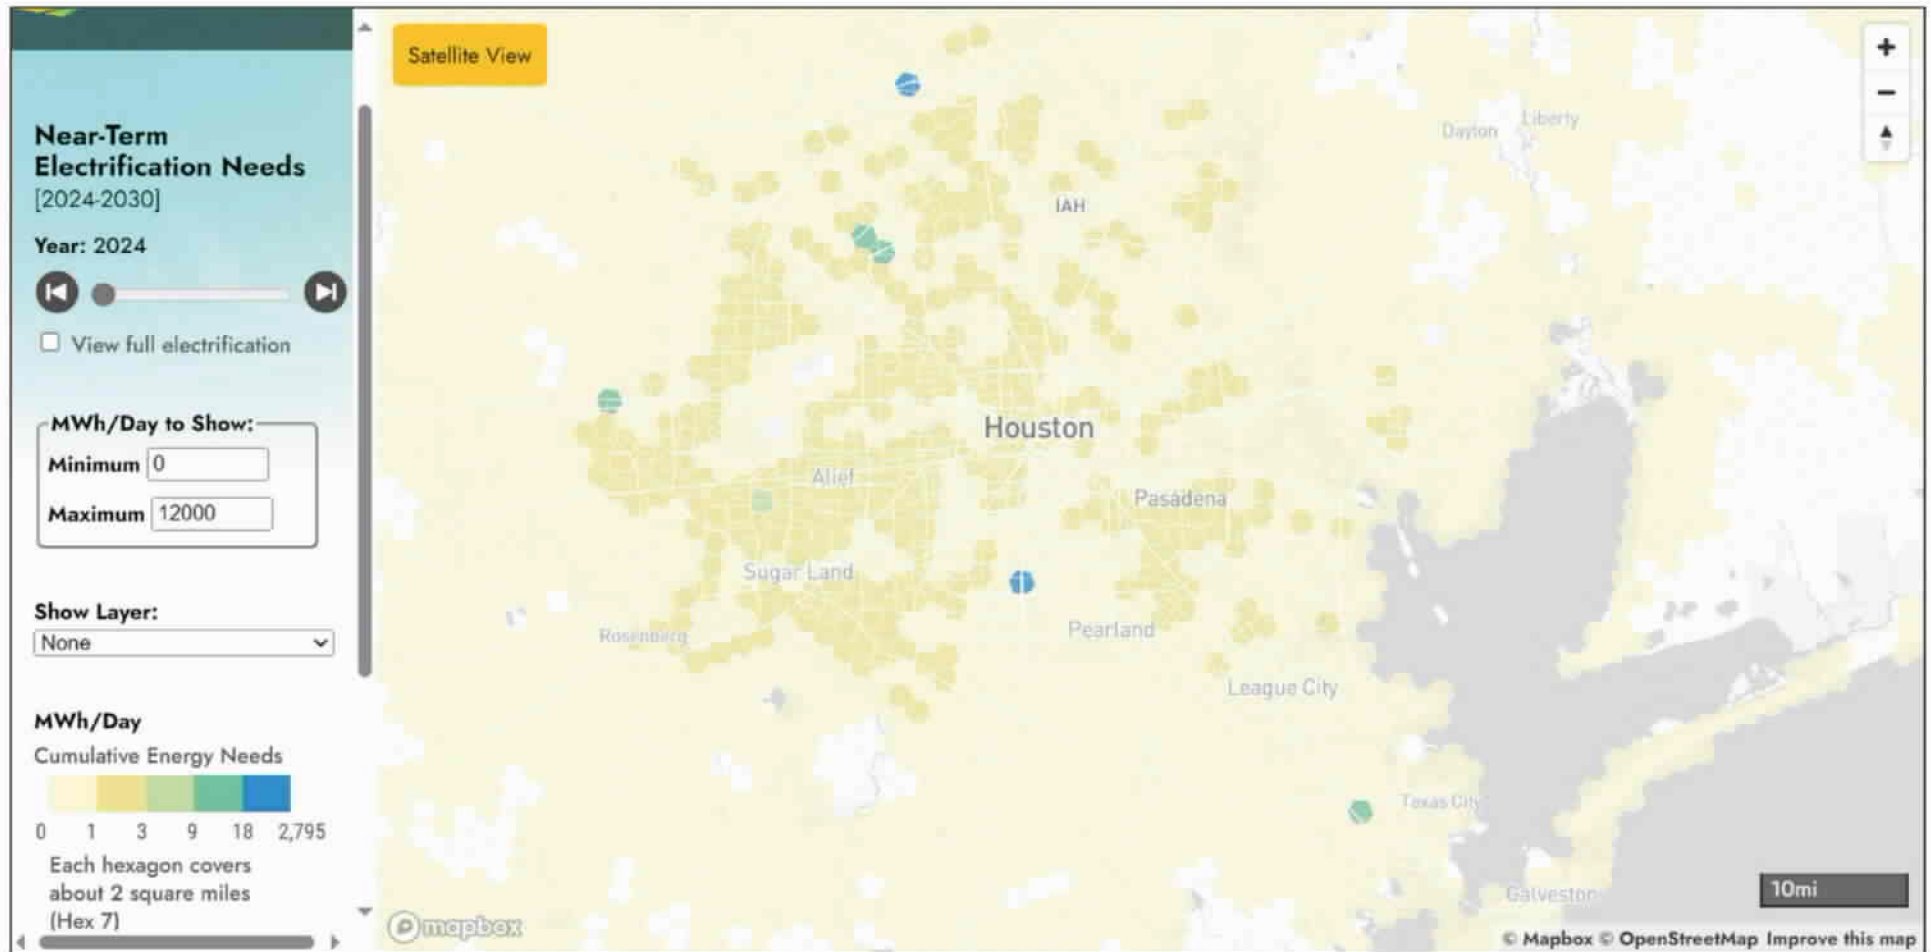 Near-Term
Electrification Needs
[2024-2030]
Year: 2024
View full electrification
MWh/Day to Show:
Minimum 0
Maximum 12000
Show Layer:
None
MWh/Day
Cumulative Energy Needs
0 1 3 9 18 2,795
Each hexagon covers
about 2 square miles
(Hex 7)
Satellite View
Dayton
Liberty
IAH
Houston
Alief
Pasadena
Sugar Land
Rosenberg
Pearland
League City
Texas City
Galveston
10mi
mapbox
© Mapbox © OpenStreetMap Improve this map